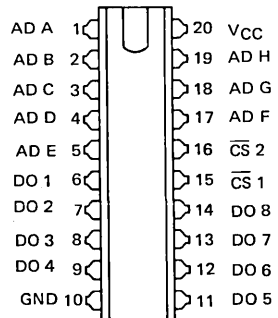 AD A 1 20 VCC
AD B 2 19 AD H
AD C 3 18 AD G
AD D 4 17 AD F
AD E 5 16 C̅S̅ 2
DO 1 6 15 C̅S̅ 1
DO 2 7 14 DO 8
DO 3 8 13 DO 7
DO 4 9 12 DO 6
GND 10 11 DO 5